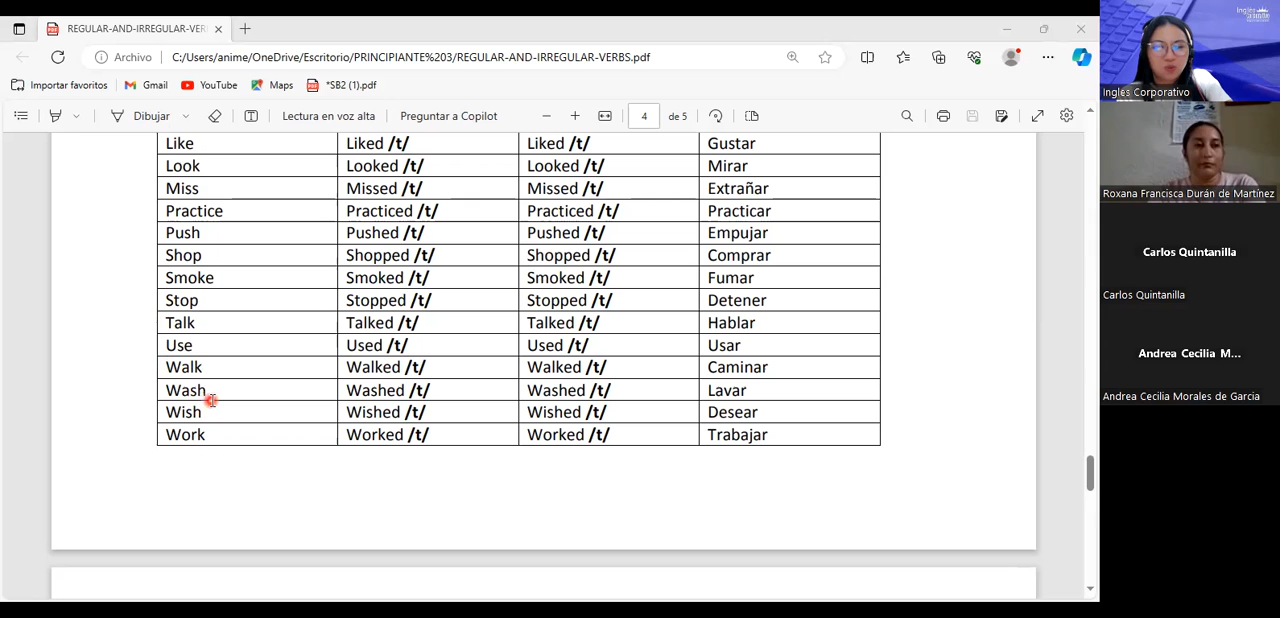 REGULAR-AND-IRREGULAR-VER
Archivo C:/Users/anime/OneDrive/Escritorio/PRINCIPIANTE%203/REGULAR-AND-IRREGULAR-VERBS.pdf
Importar favoritos Gmail YouTube Maps *SB2 (1).pdf
Dibujar Lectura en voz alta Preguntar a Copilot 4 de 5
Like Liked /t/ Liked /t/ Gustar
Look Looked /t/ Looked /t/ Mirar
Miss Missed /t/ Missed /t/ Extrañar
Practice Practiced /t/ Practiced /t/ Practicar
Push Pushed /t/ Pushed /t/ Empujar
Shop Shopped /t/ Shopped /t/ Comprar
Smoke Smoked /t/ Smoked /t/ Fumar
Stop Stopped /t/ Stopped /t/ Detener
Talk Talked /t/ Talked /t/ Hablar
Use Used /t/ Used /t/ Usar
Walk Walked /t/ Walked /t/ Caminar
Wash Washed /t/ Washed /t/ Lavar
Wish Wished /t/ Wished /t/ Desear
Work Worked /t/ Worked /t/ Trabajar
Inglés
Inglés Corporativo
Roxana Francisca Durán de Martínez
Carlos Quintanilla
Carlos Quintanilla
Andrea Cecilia M...
Andrea Cecilia Morales de Garcia